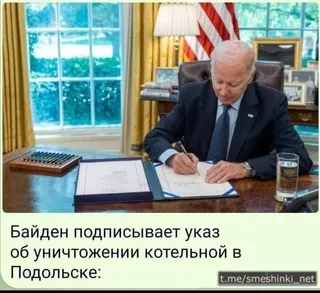 Байден подписывает указ
об уничтожении котельной в
Подольске:
t.me/smeshinki_net